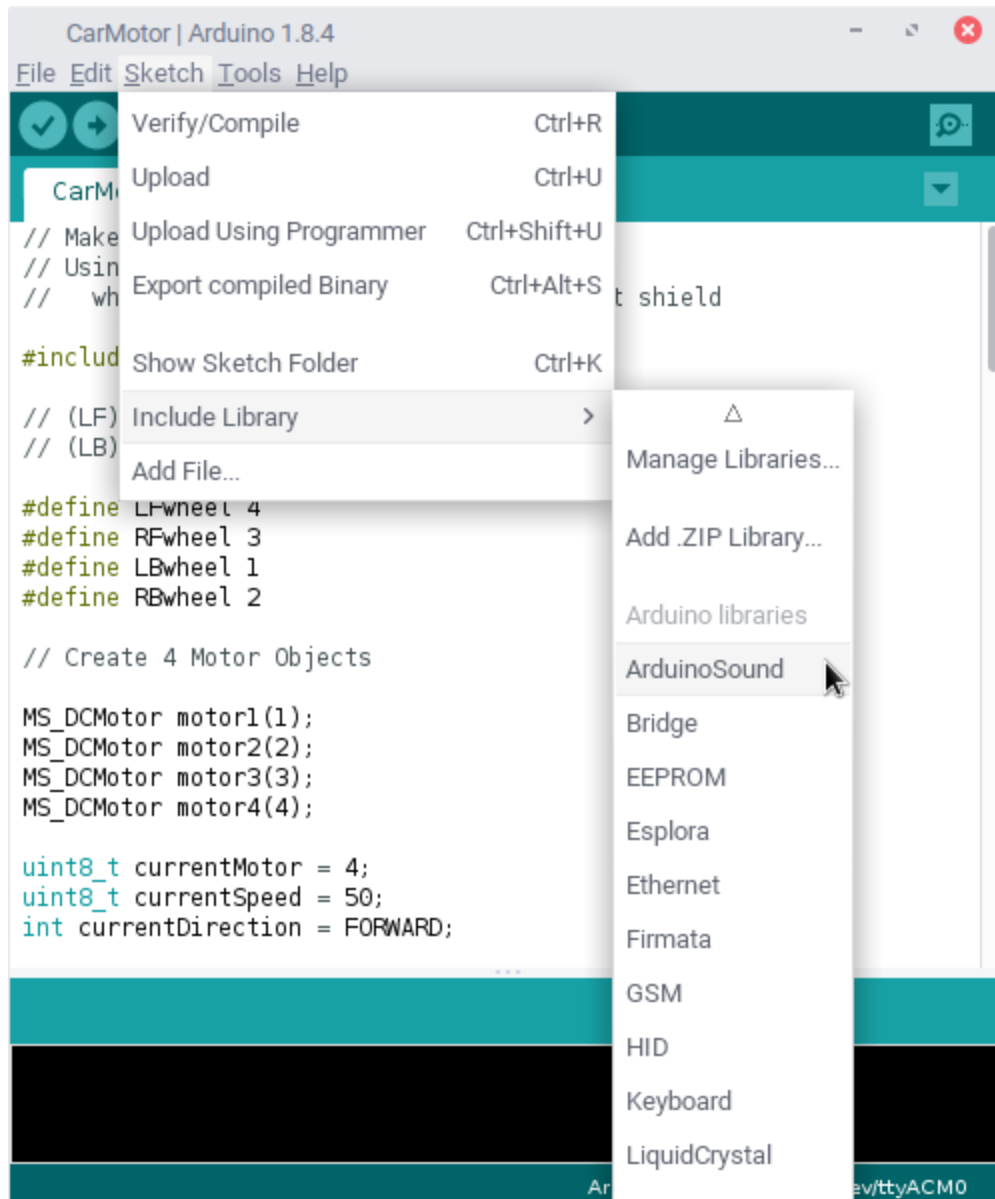 CarMotor | Arduino 1.8.4
File Edit Sketch Tools Help
Verify/Compile Ctrl+R
Upload Ctrl+U
Upload Using Programmer Ctrl+Shift+U
Export compiled Binary Ctrl+Alt+S
Show Sketch Folder Ctrl+K
Include Library
Add File...
Manage Libraries...
Add .ZIP Library...
Arduino libraries
ArduinoSound
Bridge
EEPROM
Esplora
Ethernet
Firmata
GSM
HID
Keyboard
LiquidCrystal
CarM
// Make
// Usin
// wh t shield
#includ
// (LF)
// (LB)
#define LFwheel 4
#define RFwheel 3
#define LBwheel 1
#define RBwheel 2
// Create 4 Motor Objects
MS_DCMotor motor1(1);
MS_DCMotor motor2(2);
MS_DCMotor motor3(3);
MS_DCMotor motor4(4);
uint8_t currentMotor = 4;
uint8_t currentSpeed = 50;
int currentDirection = FORWARD;
Ar ev/ttyACM0